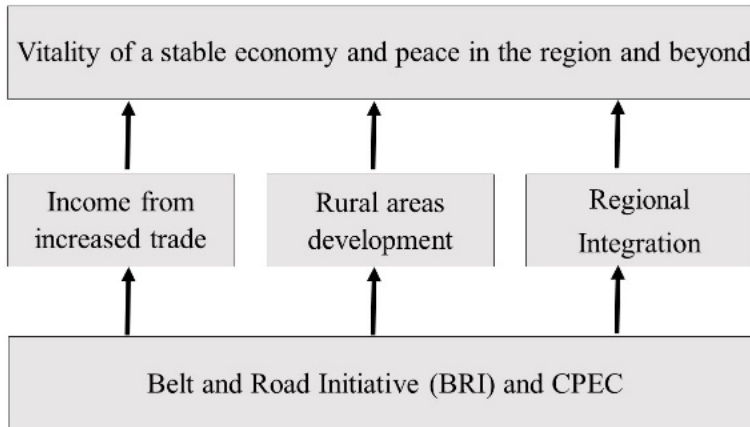 Vitality of a stable economy and peace in the region and beyond
Income from
increased trade
Rural areas
development
Regional
Integration
Belt and Road Initiative (BRI) and CPEC